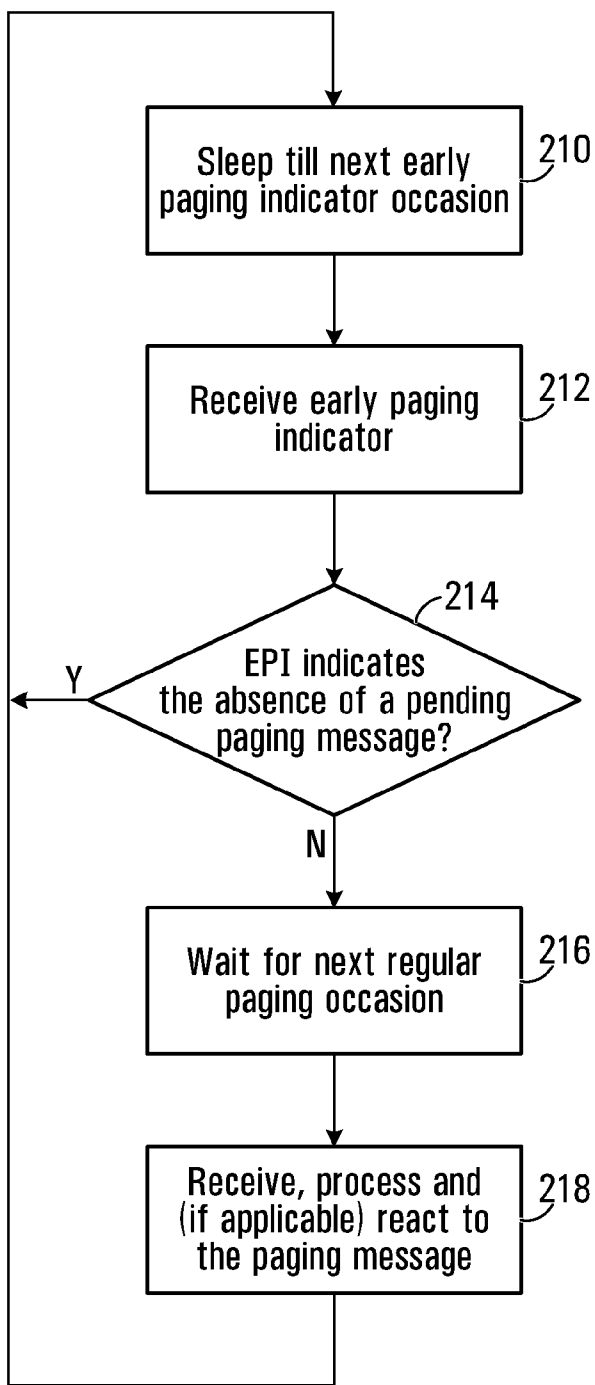 Sleep till next early
paging indicator occasion
210
Receive early paging
indicator
212
214
EPI indicates
the absence of a pending
paging message?
Y
N
Wait for next regular
paging occasion
216
Receive, process and
(if applicable) react to
the paging message
218